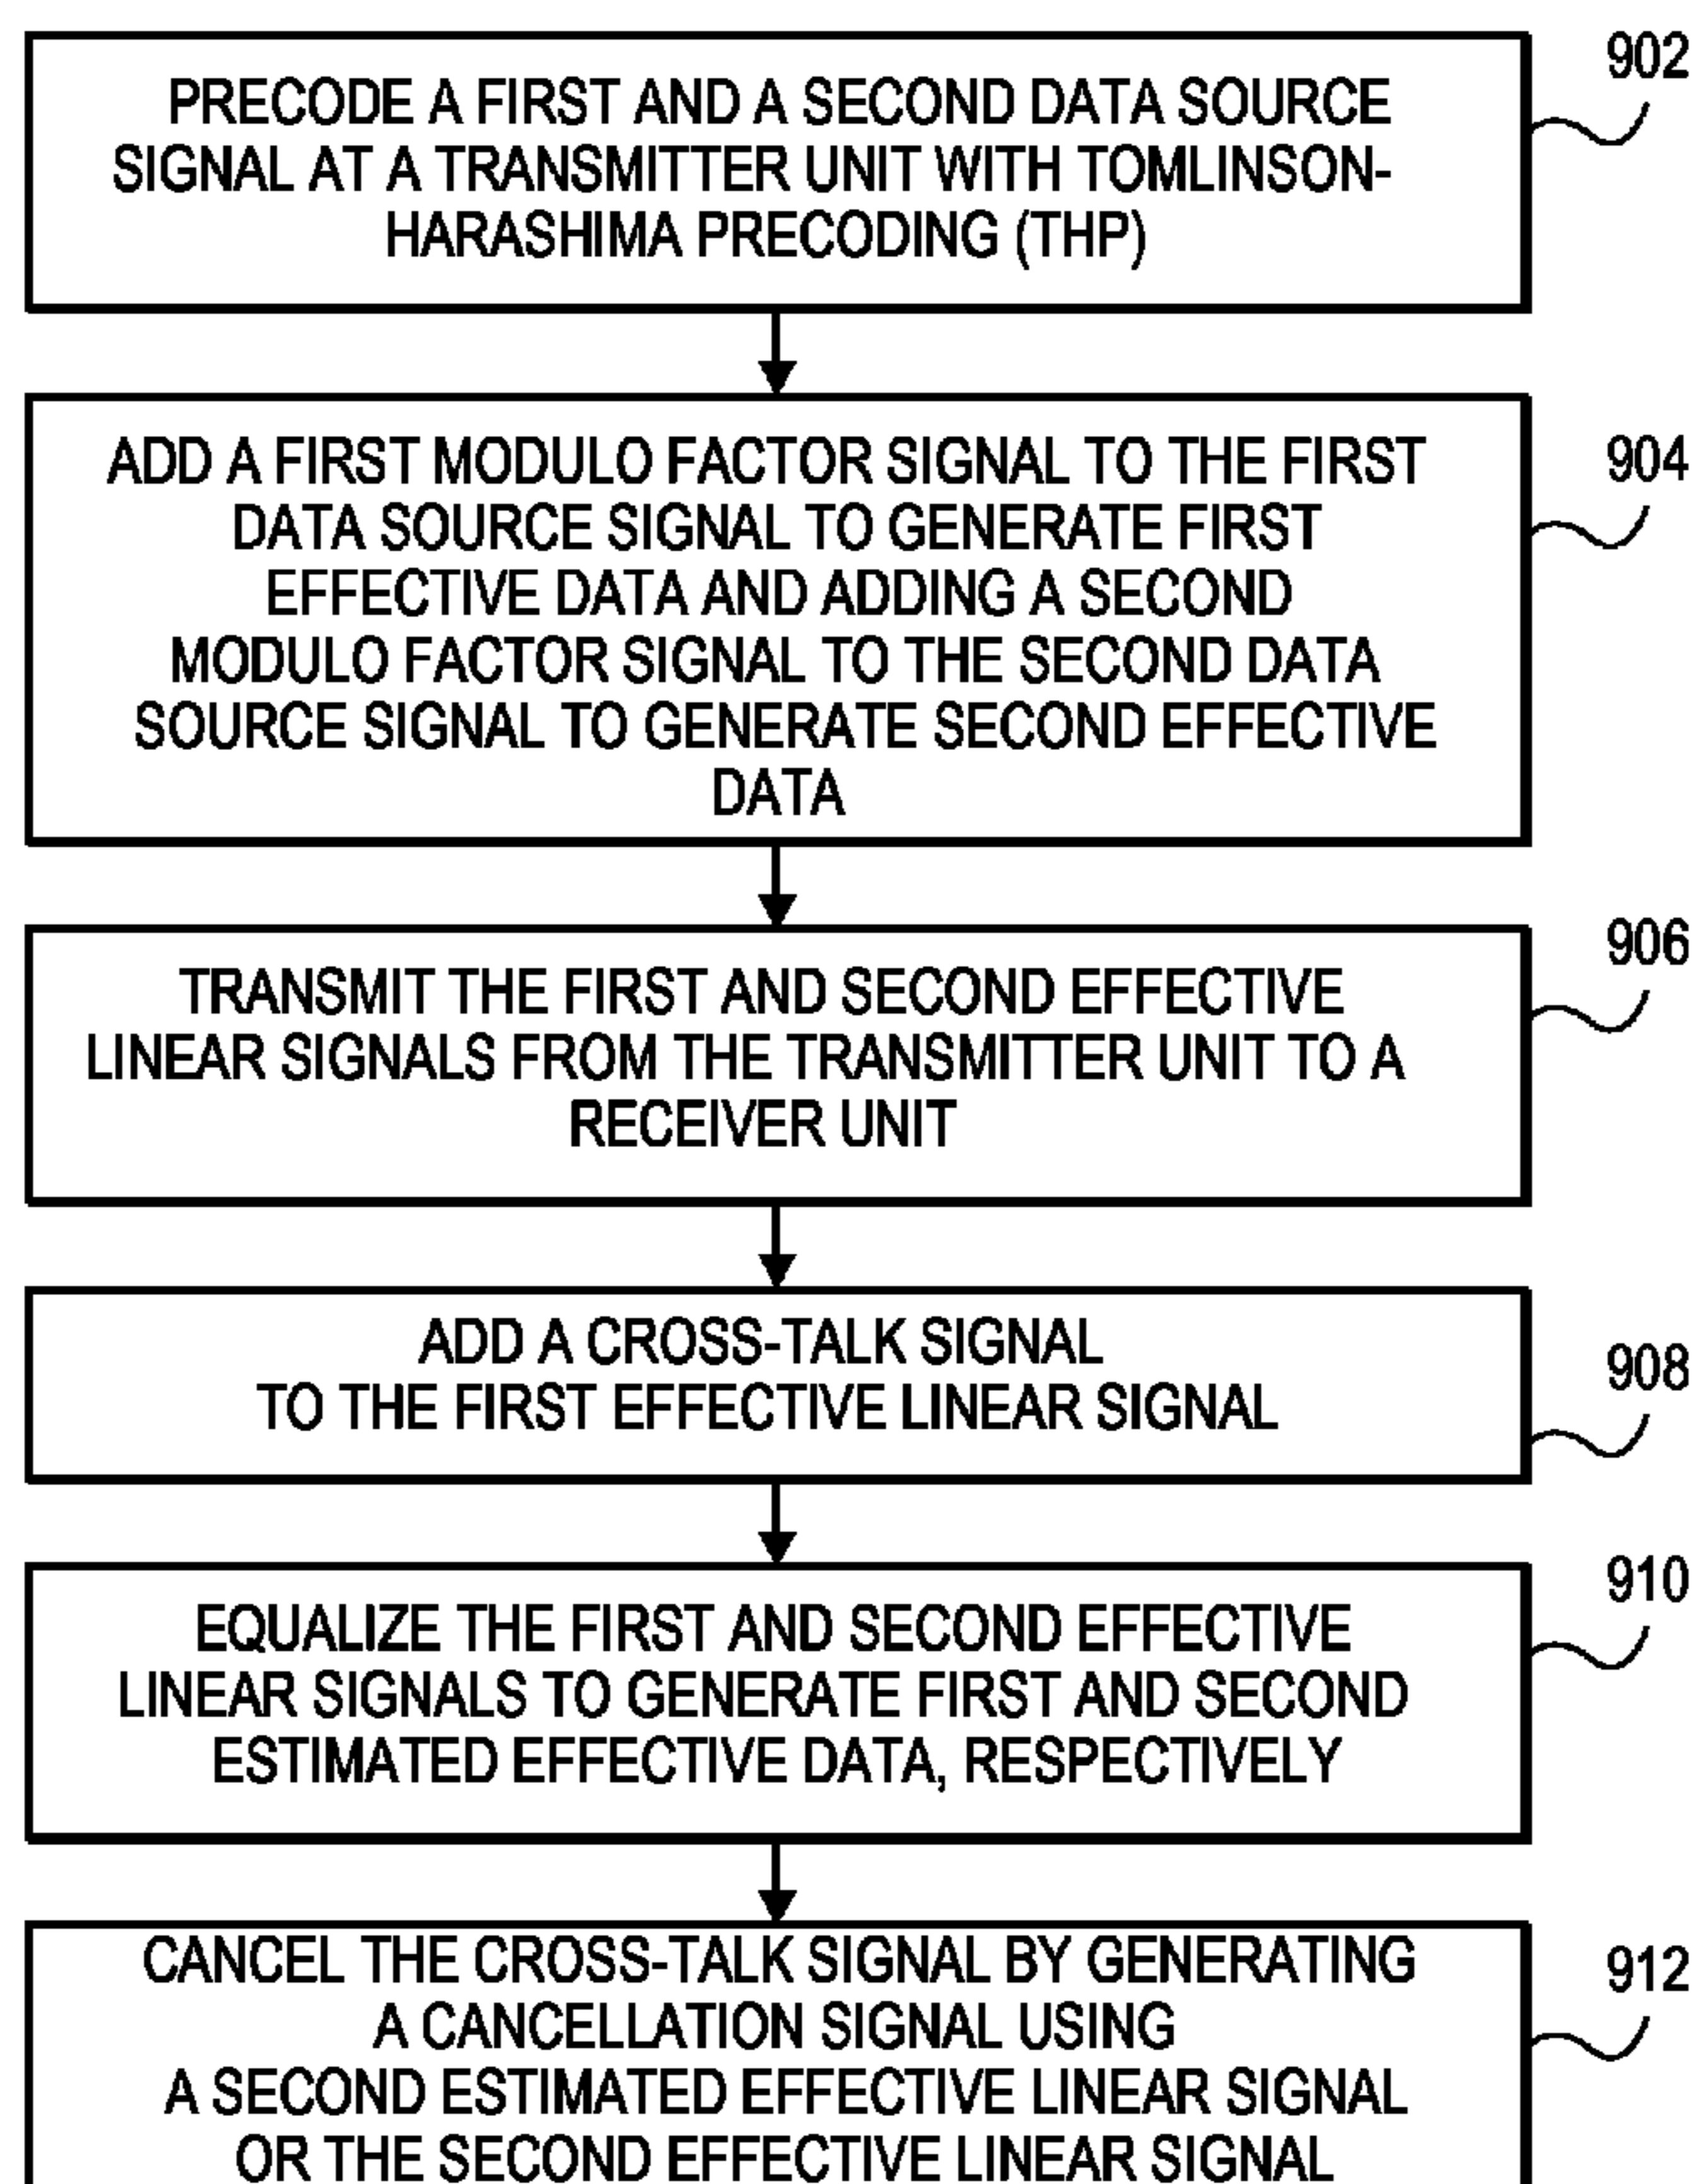 902
PRECODE A FIRST AND A SECOND DATA SOURCE
SIGNAL AT A TRANSMITTER UNIT WITH TOMLINSON-
HARASHIMA PRECODING (THP)
904
ADD A FIRST MODULO FACTOR SIGNAL TO THE FIRST
DATA SOURCE SIGNAL TO GENERATE FIRST
EFFECTIVE DATA AND ADDING A SECOND
MODULO FACTOR SIGNAL TO THE SECOND DATA
SOURCE SIGNAL TO GENERATE SECOND EFFECTIVE
DATA
906
TRANSMIT THE FIRST AND SECOND EFFECTIVE
LINEAR SIGNALS FROM THE TRANSMITTER UNIT TO A
RECEIVER UNIT
908
ADD A CROSS-TALK SIGNAL
TO THE FIRST EFFECTIVE LINEAR SIGNAL
910
EQUALIZE THE FIRST AND SECOND EFFECTIVE
LINEAR SIGNALS TO GENERATE FIRST AND SECOND
ESTIMATED EFFECTIVE DATA, RESPECTIVELY
912
CANCEL THE CROSS-TALK SIGNAL BY GENERATING
A CANCELLATION SIGNAL USING
A SECOND ESTIMATED EFFECTIVE LINEAR SIGNAL
OR THE SECOND EFFECTIVE LINEAR SIGNAL